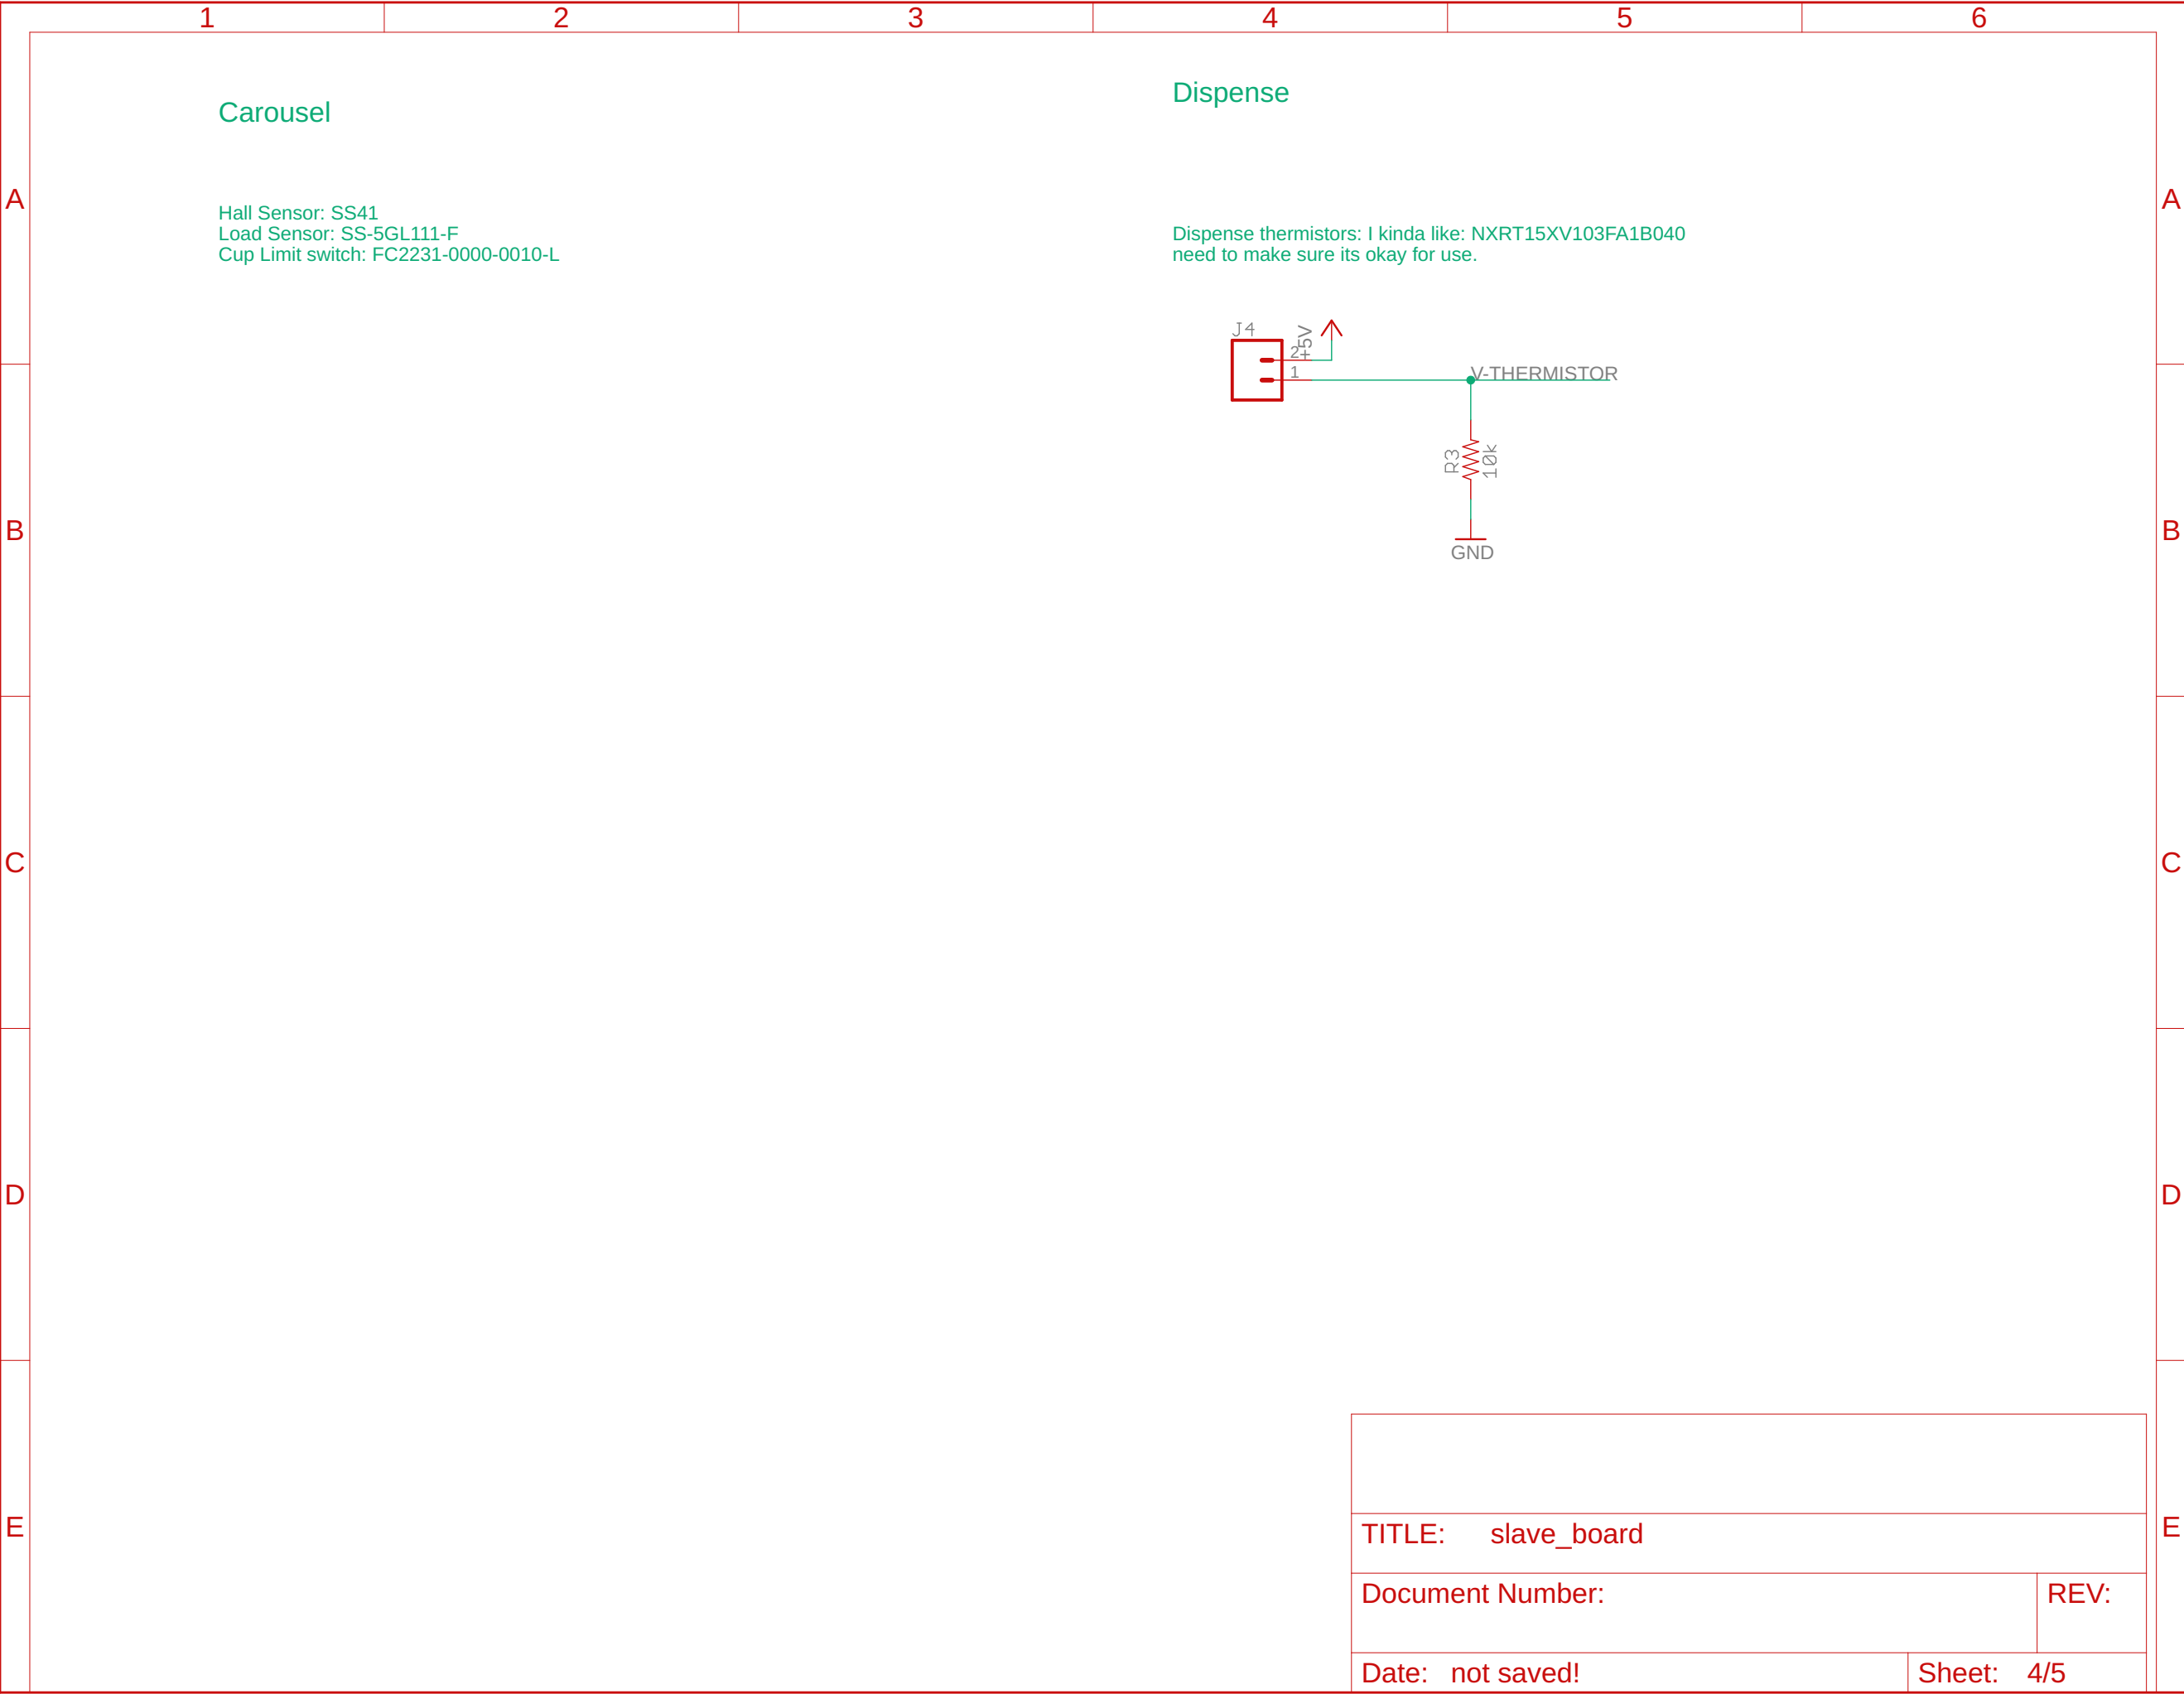 1 2 3 4 5 6
Carousel
Dispense
A A
Hall Sensor: SS41
Load Sensor: SS-5GL111-F
Cup Limit switch: FC2231-0000-0010-L
Dispense thermistors: I kinda like: NXRT15XV103FA1B040
need to make sure its okay for use.
J4
+5V
2
1
V-THERMISTOR
R3
10k
B B
GND
C C
D D
E E
TITLE: slave_board
Document Number:
REV:
Date: not saved!
Sheet: 4/5